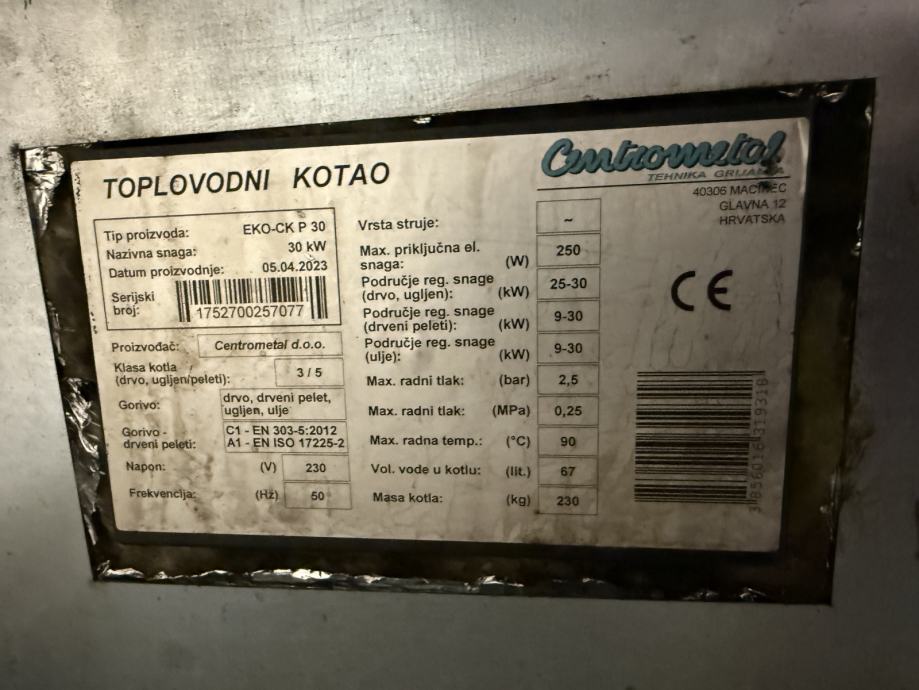 TOPLOVODNI KOTAO
Centrometal
TEHNIKA GRIJANJA
40306 MACINEC
GLAVNA 12
HRVATSKA
Tip proizvoda: EKO-CK P 30
Nazivna snaga: 30 kW
Datum proizvodnje: 05.04.2023
Serijski
broj: 1752700257077
Proizvođač: Centrometal d.o.o.
Klasa kotla
(drvo, ugljen/peleti): 3 / 5
Gorivo: drvo, drveni pelet,
ugljen, ulje
Gorivo - C1 - EN 303-5:2012
drveni peleti: A1 - EN ISO 17225-2
Napon: (V) 230
Frekvencija: (Hz) 50
Vrsta struje: ~
Max. priključna el.
snaga: (W) 250
Područje reg. snage
(drvo, ugljen): (kW) 25-30
Područje reg. snage
(drveni peleti): (kW) 9-30
Područje reg. snage
(ulje): (kW) 9-30
Max. radni tlak: (bar) 2,5
Max. radni tlak: (MPa) 0,25
Max. radna temp.: (°C) 90
Vol. vode u kotlu: (lit.) 67
Masa kotla: (kg) 230
CE
3856016319318